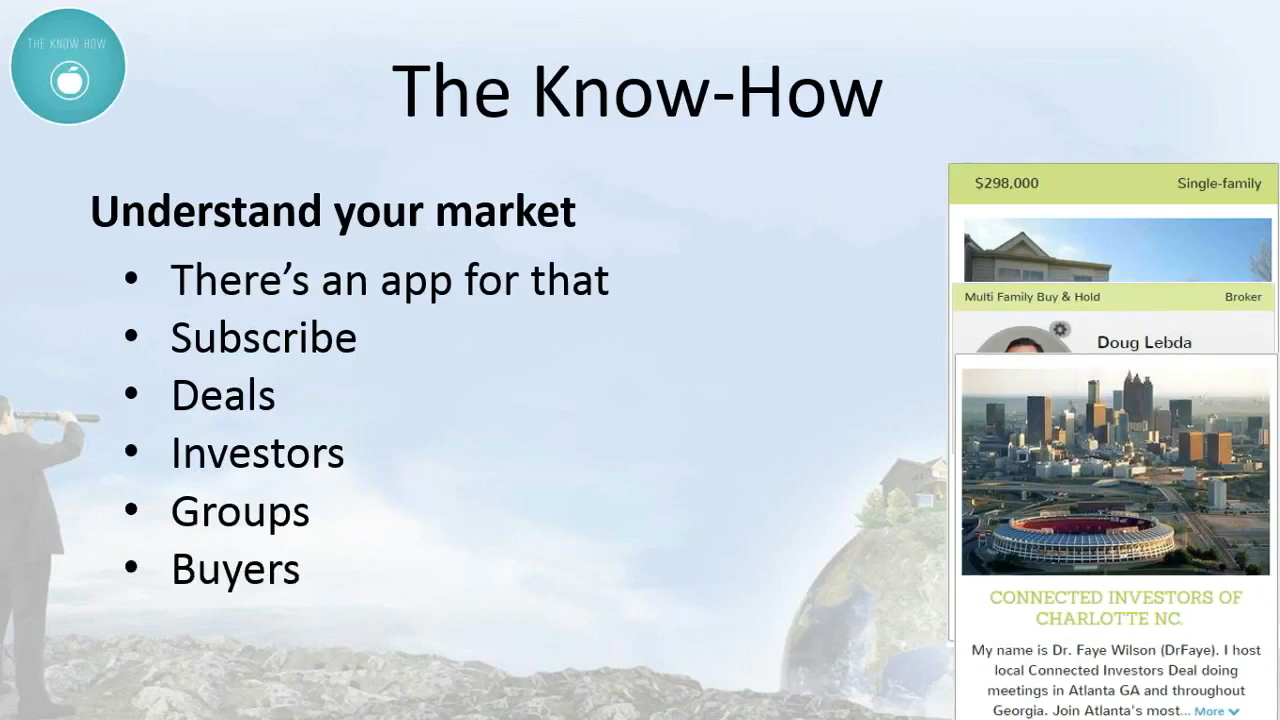 THE KNOW HOW
The Know-How
Understand your market
• There’s an app for that
• Subscribe
• Deals
• Investors
• Groups
• Buyers
$298,000 Single-family
Multi Family Buy & Hold Broker
Doug Lebda
CONNECTED INVESTORS OF
CHARLOTTE NC.
My name is Dr. Faye Wilson (DrFaye). I host
local Connected Investors Deal doing
meetings in Atlanta GA and throughout
Georgia. Join Atlanta's most... More